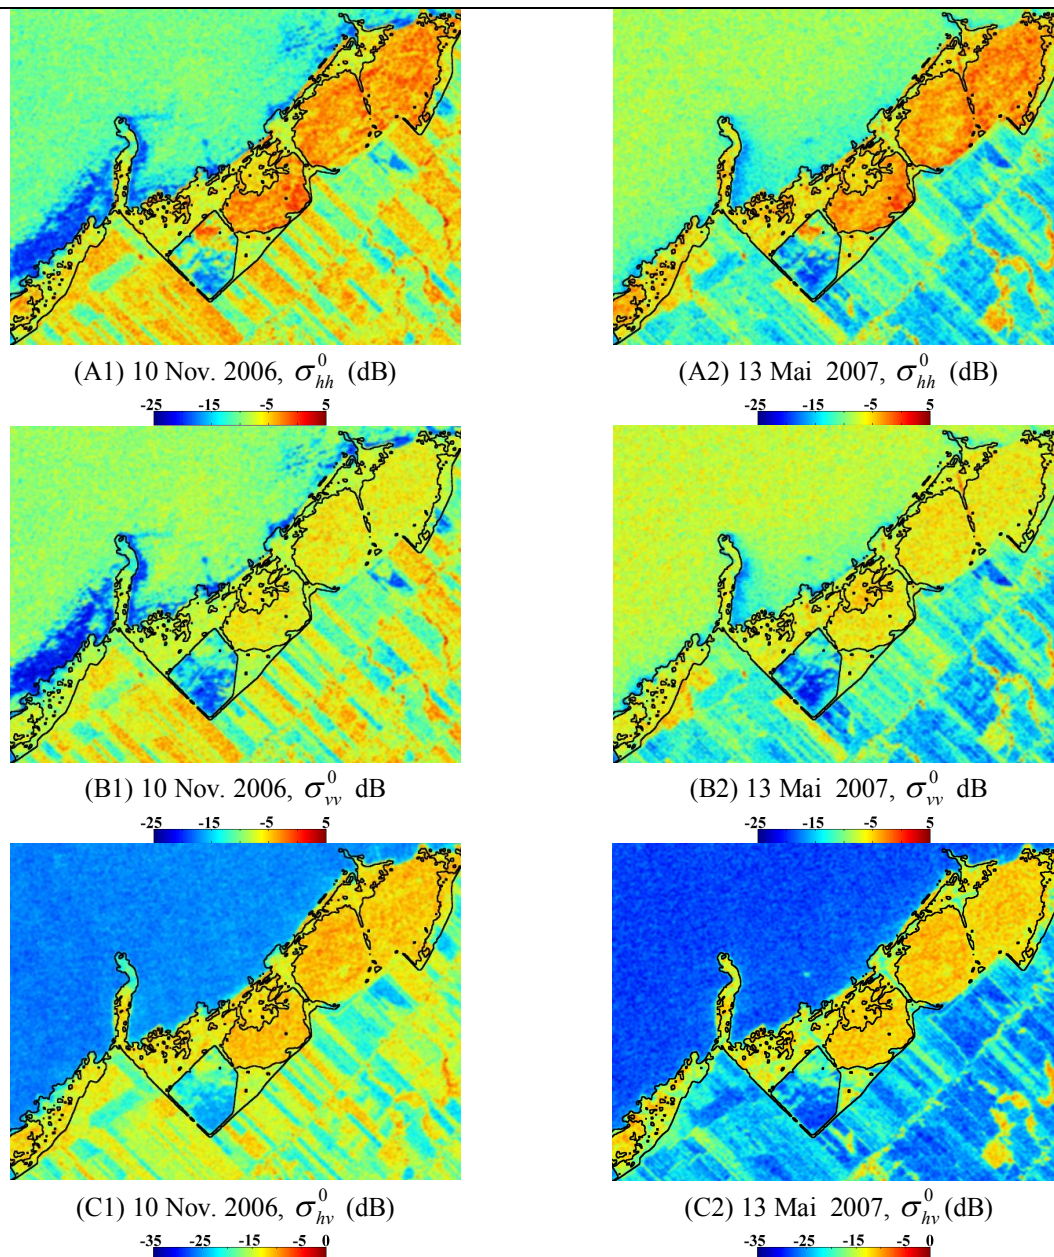 (A1) 10 Nov. 2006, σ⁰hh (dB)
(A2) 13 Mai 2007, σ⁰hh (dB)
-25 -15 -5 5
-25 -15 -5 5
(B1) 10 Nov. 2006, σ⁰vv dB
(B2) 13 Mai 2007, σ⁰vv dB
-25 -15 -5 5
-25 -15 -5 5
(C1) 10 Nov. 2006, σ⁰hv (dB)
(C2) 13 Mai 2007, σ⁰hv (dB)
-35 -25 -15 -5 0
-35 -25 -15 -5 0